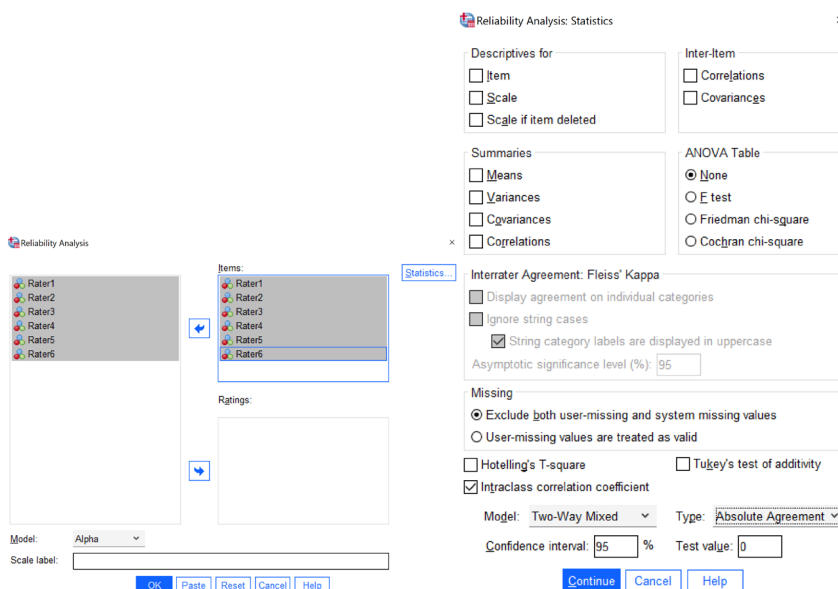 Reliability Analysis
×
Rater1
Rater2
Rater3
Rater4
Rater5
Rater6
Items:
Rater1
Rater2
Rater3
Rater4
Rater5
Rater6
Statistics...
Ratings:
Model: Alpha
Scale label:
OK Paste Reset Cancel Help
Reliability Analysis: Statistics
Descriptives for
Item
Scale
Scale if item deleted
Inter-Item
Correlations
Covariances
Summaries
Means
Variances
Covariances
Correlations
ANOVA Table
None
F test
Friedman chi-square
Cochran chi-square
Interrater Agreement: Fleiss' Kappa
Display agreement on individual categories
Ignore string cases
String category labels are displayed in uppercase
Asymptotic significance level (%): 95
Missing
Exclude both user-missing and system missing values
User-missing values are treated as valid
Hotelling's T-square
Tukey's test of additivity
Intraclass correlation coefficient
Model: Two-Way Mixed Type: Absolute Agreement
Confidence interval: 95 % Test value: 0
Continue Cancel Help